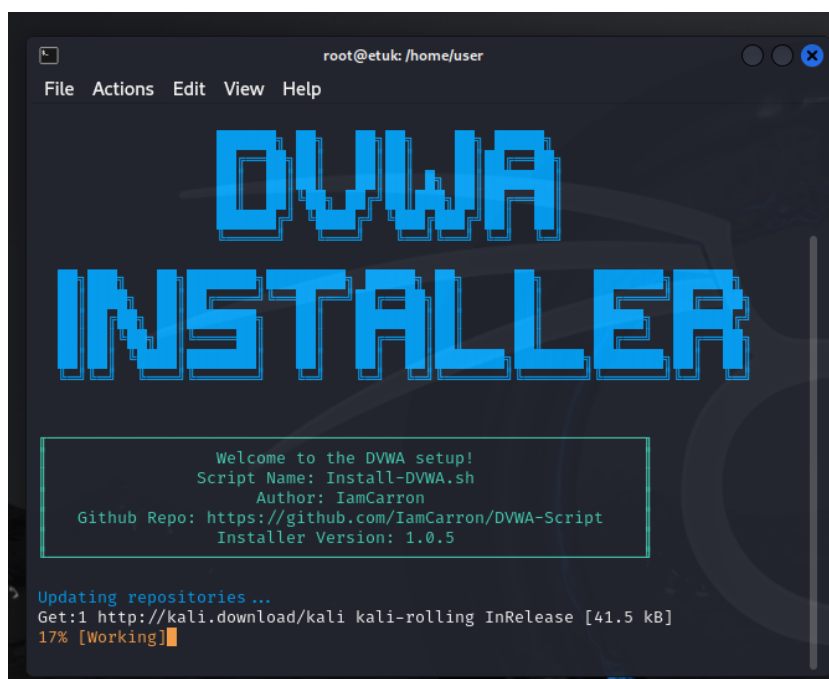 root@etuk: /home/user
File Actions Edit View Help
DVWA
INSTALLER
Welcome to the DVWA setup!
Script Name: Install-DVWA.sh
Author: IamCarron
Github Repo: https://github.com/IamCarron/DVWA-Script
Installer Version: 1.0.5
Updating repositories...
Get:1 http://kali.download/kali kali-rolling InRelease [41.5 kB]
17% [Working]